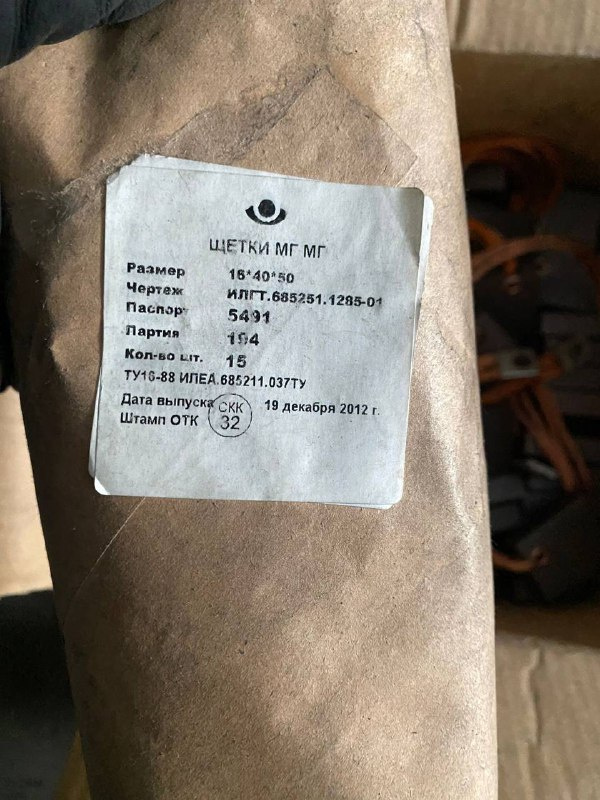 ЩЕТКИ МГ МГ
Размер 16*40*50
Чертеж ИЛГТ.685251.1285-01
Паспорт 5491
Партия 194
Кол-во шт. 15
ТУ16-88 ИЛЕА.685211.037ТУ
Дата выпуска 19 декабря 2012 г.
Штамп ОТК СКК 32